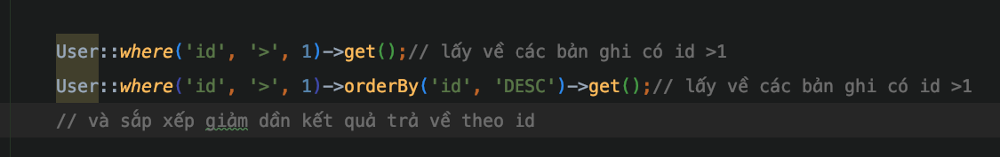 User::where('id', '>', 1)->get();// lấy về các bản ghi có id >1
User::where('id', '>', 1)->orderBy('id', 'DESC')->get();// lấy về các bản ghi có id >1
// và sắp xếp giảm dần kết quả trả về theo id